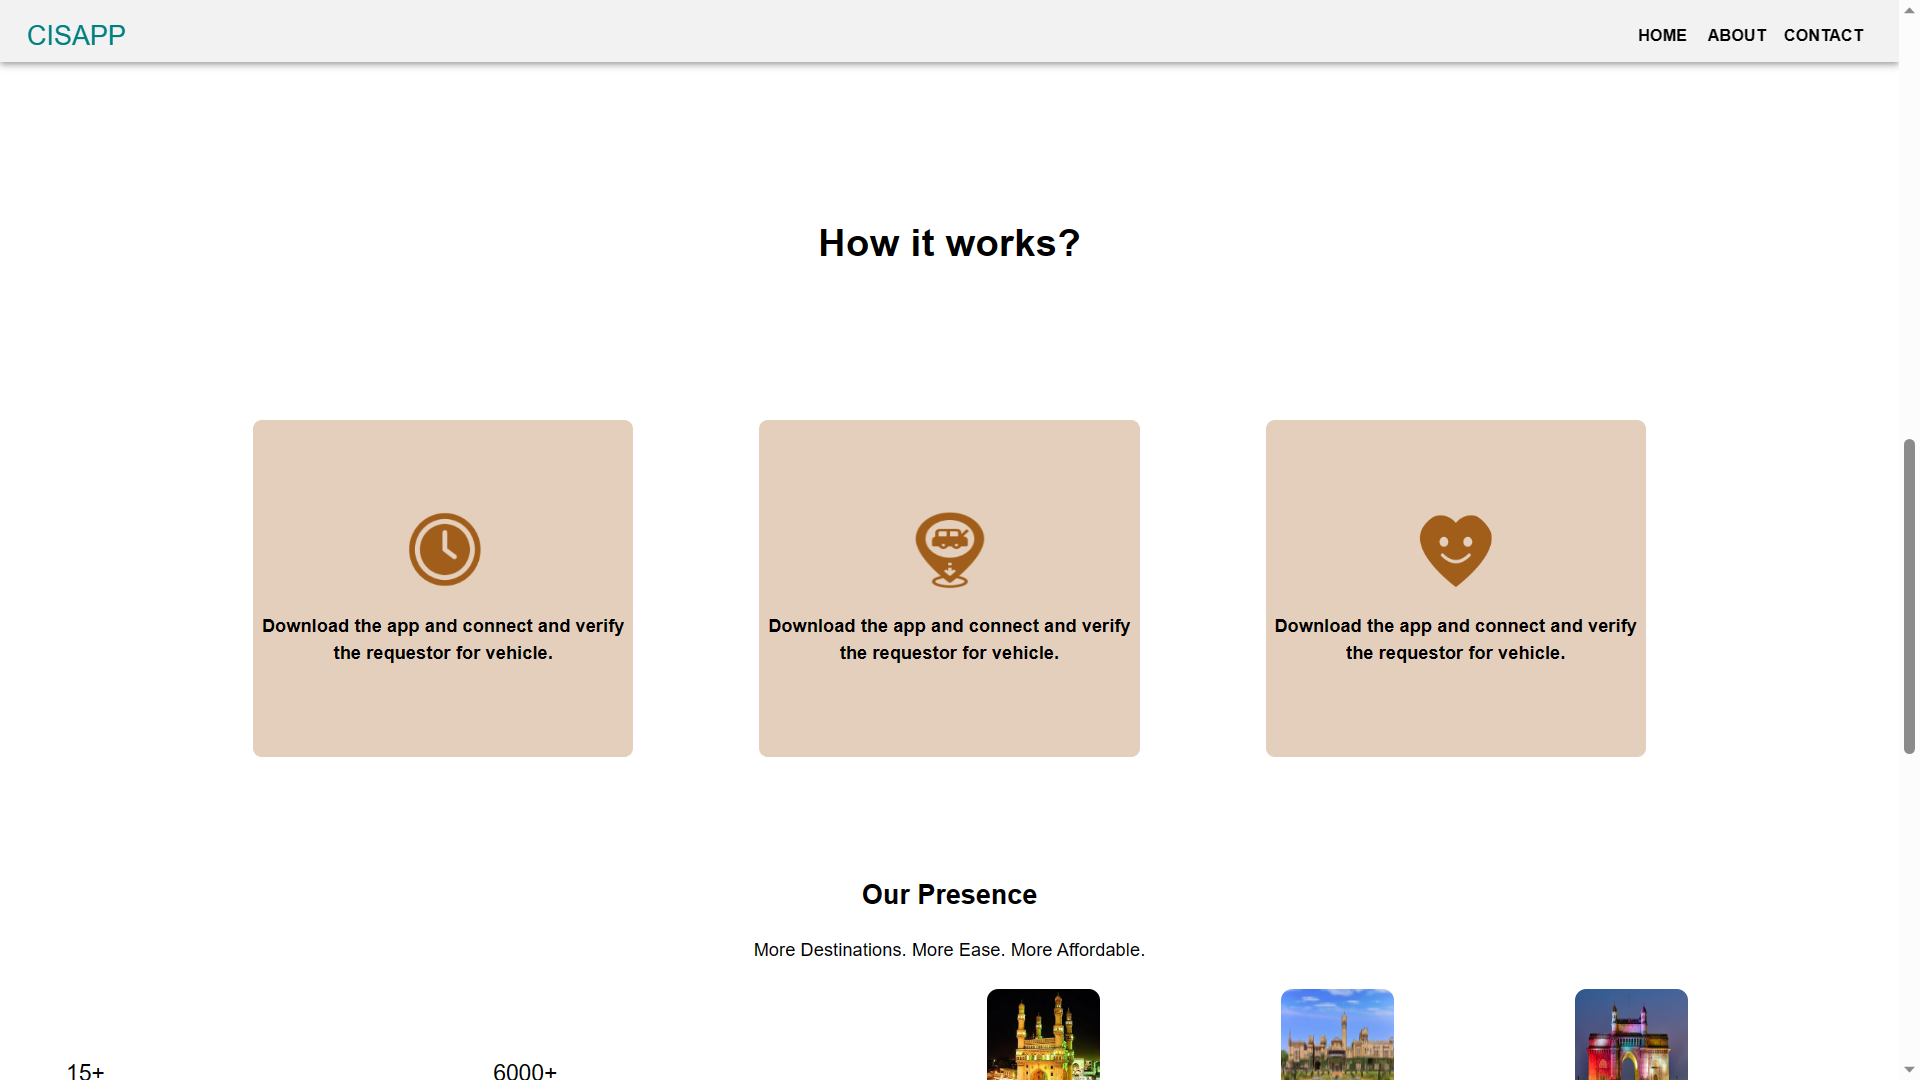 CISAPP
HOME ABOUT CONTACT
How it works?
Download the app and connect and verify
the requestor for vehicle.
Download the app and connect and verify
the requestor for vehicle.
Download the app and connect and verify
the requestor for vehicle.
Our Presence
More Destinations. More Ease. More Affordable.
15+
6000+